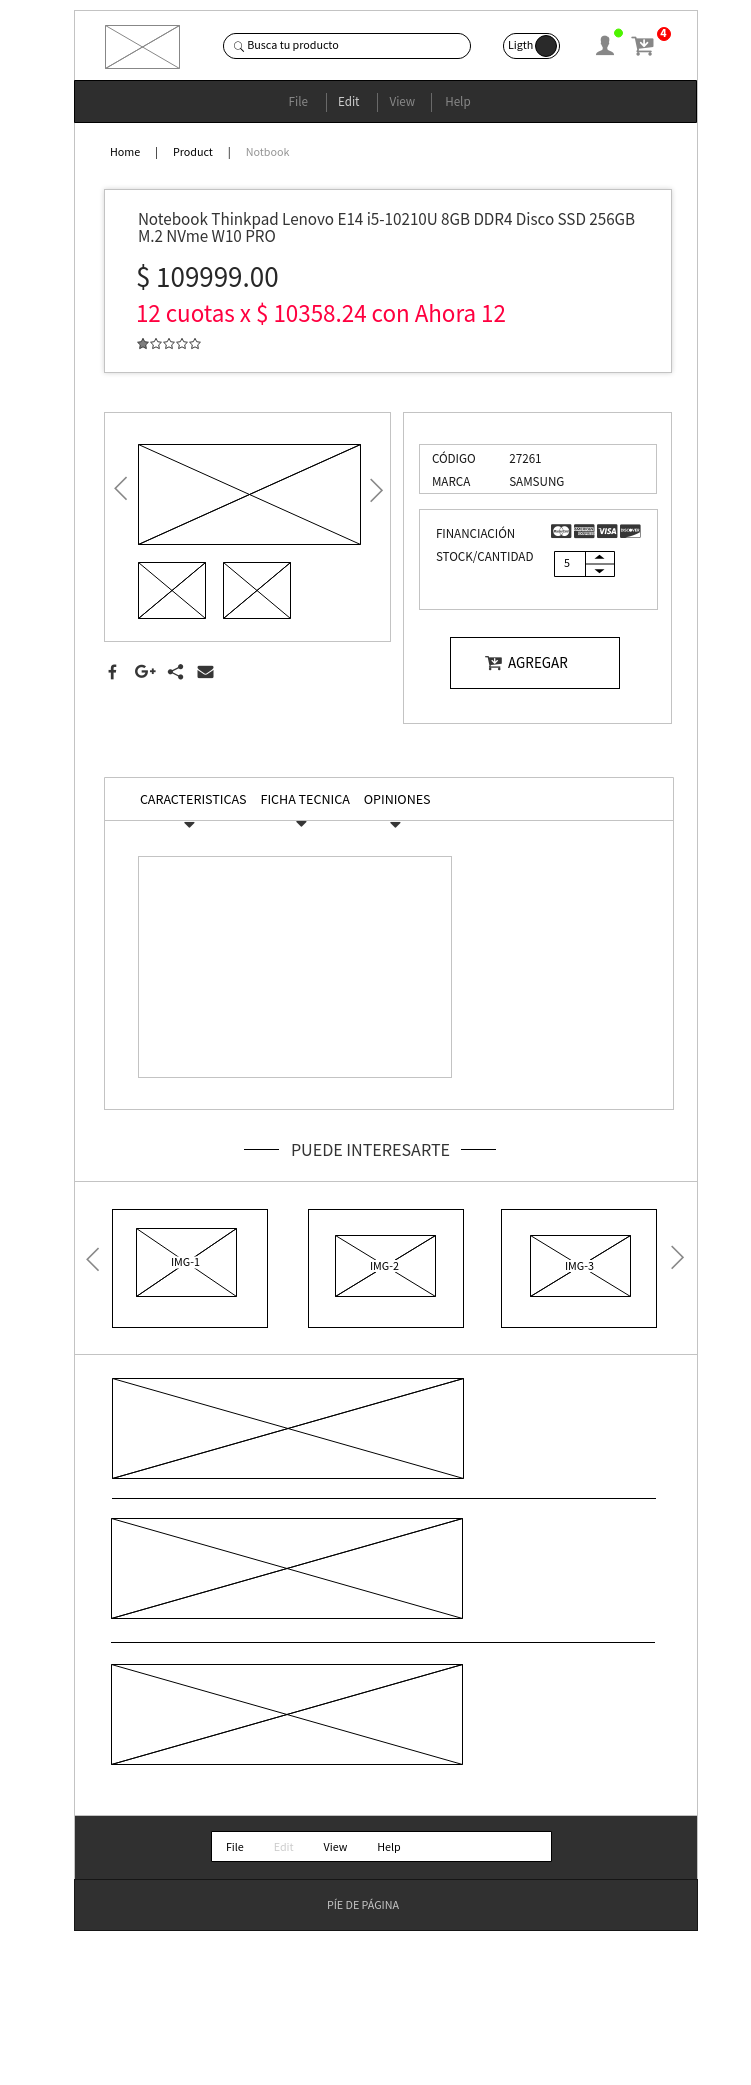 Busca tu producto
Ligth
4
File
Edit
View
Help
Home | Product | Notbook
Notebook Thinkpad Lenovo E14 i5-10210U 8GB DDR4 Disco SSD 256GB
M.2 NVme W10 PRO
$ 109999.00
12 cuotas x $ 10358.24 con Ahora 12
CÓDIGO 27261
MARCA SAMSUNG
FINANCIACIÓN
VISA
DISCOVER
STOCK/CANTIDAD 5
AGREGAR
CARACTERISTICAS FICHA TECNICA OPINIONES
PUEDE INTERESARTE
IMG-1
IMG-2
IMG-3
File Edit View Help
PÍE DE PÁGINA